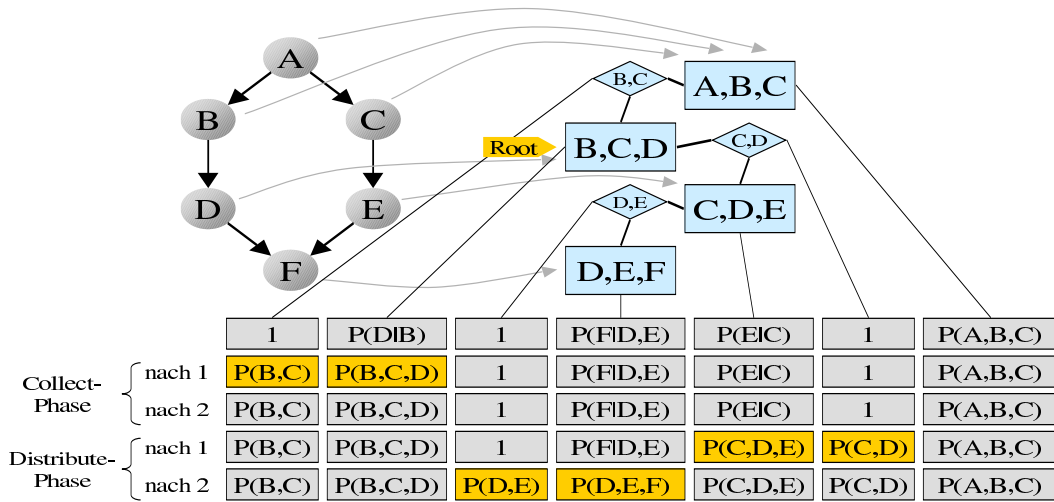 A
B,C
A,B,C
B
C
Root
B,C,D
C,D
D
E
D,E
C,D,E
F
D,E,F
1 P(D|B) 1 P(F|D,E) P(E|C) 1 P(A,B,C)
Collect-Phase
nach 1 P(B,C) P(B,C,D) 1 P(F|D,E) P(E|C) 1 P(A,B,C)
nach 2 P(B,C) P(B,C,D) 1 P(F|D,E) P(E|C) 1 P(A,B,C)
Distribute-Phase
nach 1 P(B,C) P(B,C,D) 1 P(F|D,E) P(C,D,E) P(C,D) P(A,B,C)
nach 2 P(B,C) P(B,C,D) P(D,E) P(D,E,F) P(C,D,E) P(C,D) P(A,B,C)